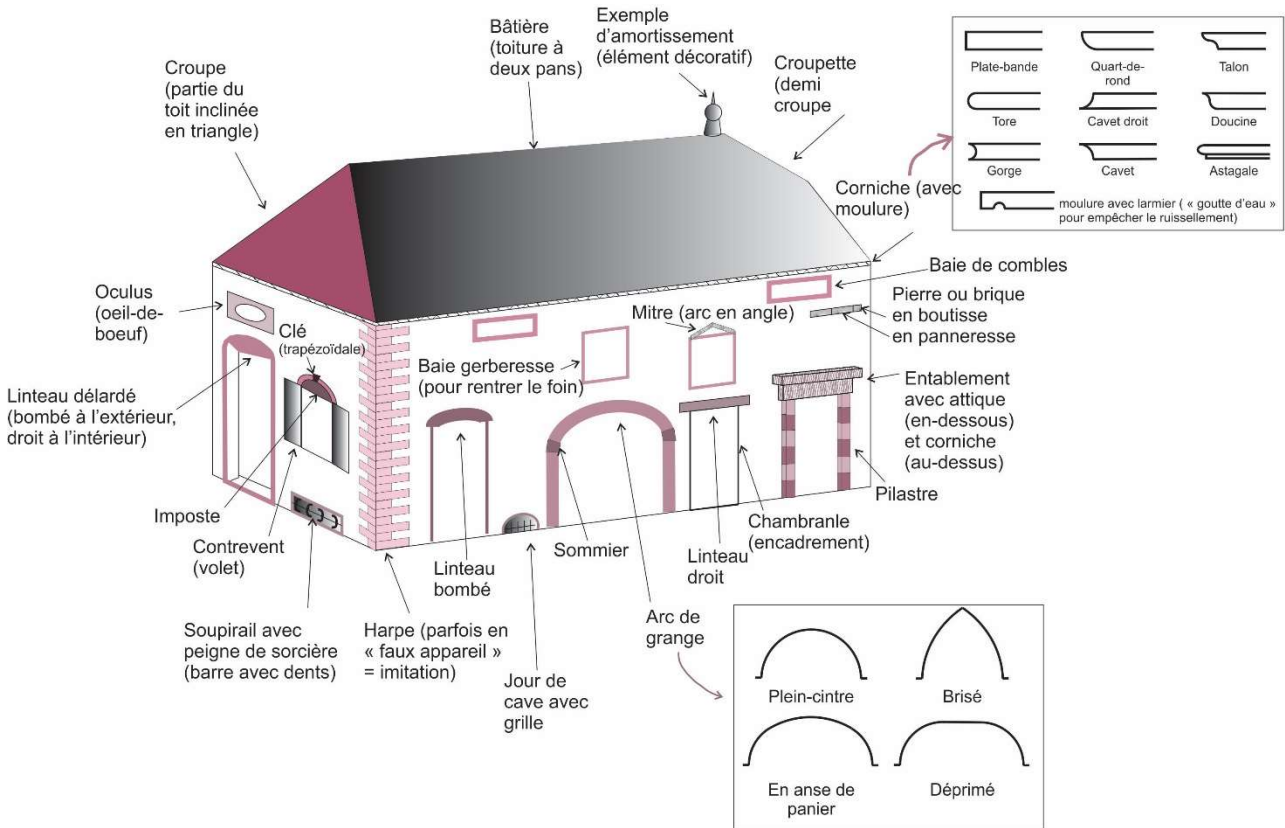 Bâtière
(toiture à
deux pans)
Exemple
d'amortissement
(élément décoratif)
Croupe
(partie du
toit inclinée
en triangle)
Croupette
(demi
croupe
Corniche (avec
moulure)
Plate-bande
Quart-de-
rond
Talon
Tore
Cavet droit
Doucine
Gorge
Cavet
Astagale
moulure avec larmier ( « goutte d'eau »
pour empêcher le ruissellement)
Oculus
(oeil-de-
boeuf)
Clé
(trapézoïdale)
Linteau délardé
(bombé à l'extérieur,
droit à l'intérieur)
Baie gerberesse
(pour rentrer le foin)
Mitre (arc en angle)
Baie de combles
Pierre ou brique
en boutisse
en panneresse
Entablement
avec attique
(en-dessous)
et corniche
(au-dessus)
Pilastre
Imposte
Contrevent
(volet)
Soupirail avec
peigne de sorcière
(barre avec dents)
Harpe (parfois en
« faux appareil »
= imitation)
Linteau
bombé
Jour de
cave avec
grille
Sommier
Arc de
grange
Linteau
droit
Chambranle
(encadrement)
Plein-cintre
Brisé
En anse de
panier
Déprimé